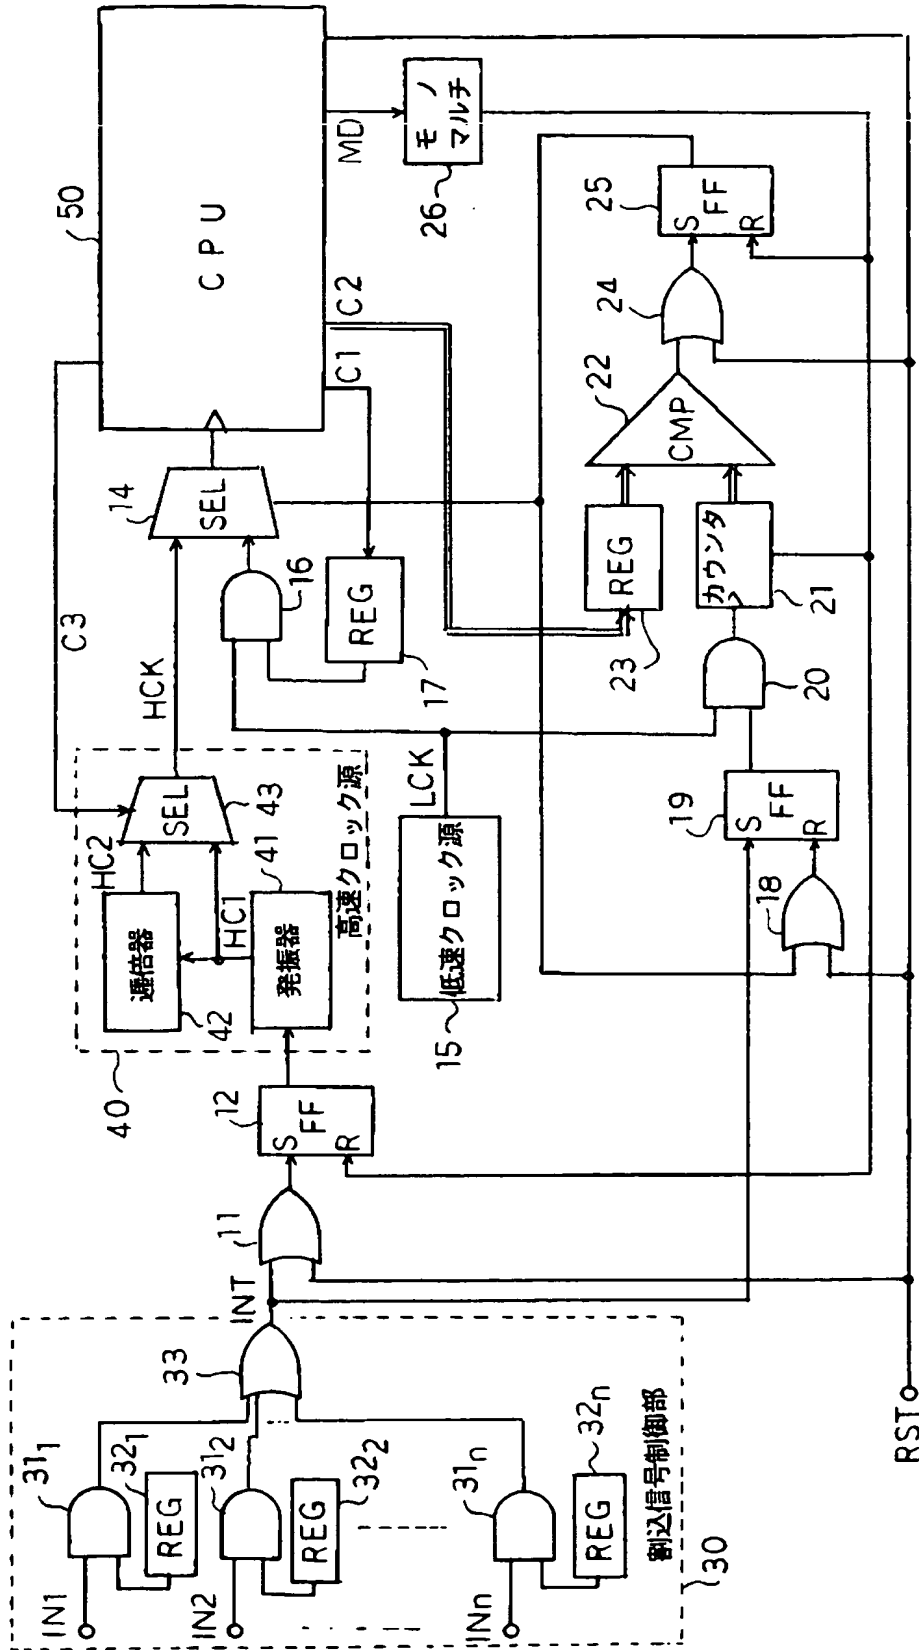 50
CPU
C3
14
SEL
HCK
MD
モノ
マルチ
26
C2
C1
16
REG
17
25
S
FF
R
24
22
CMP
REG
23
カウンタ
21
20
LCK
15
低速クロック源
19
S
FF
R
18
HC2
SEL
43
逓倍器
42
HC1
41
発振器
高速クロック源
40
12
S
FF
R
11
INT
33
31₁
32₁
REG
IN1
31₂
32₂
REG
IN2
31n
32n
REG
INn
割込信号制御部
30
RST